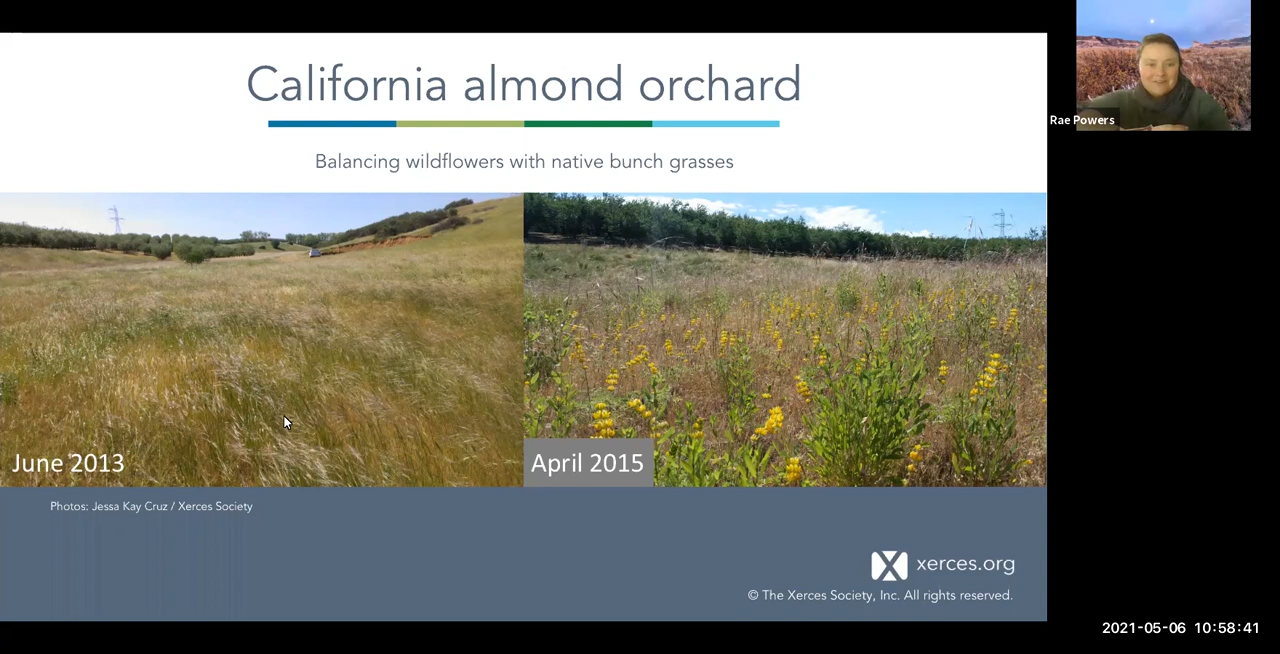 California almond orchard
Rae Powers
Balancing wildflowers with native bunch grasses
June 2013
April 2015
Photos: Jessa Kay Cruz / Xerces Society
xerces.org
© The Xerces Society, Inc. All rights reserved.
2021-05-06 10:58:41